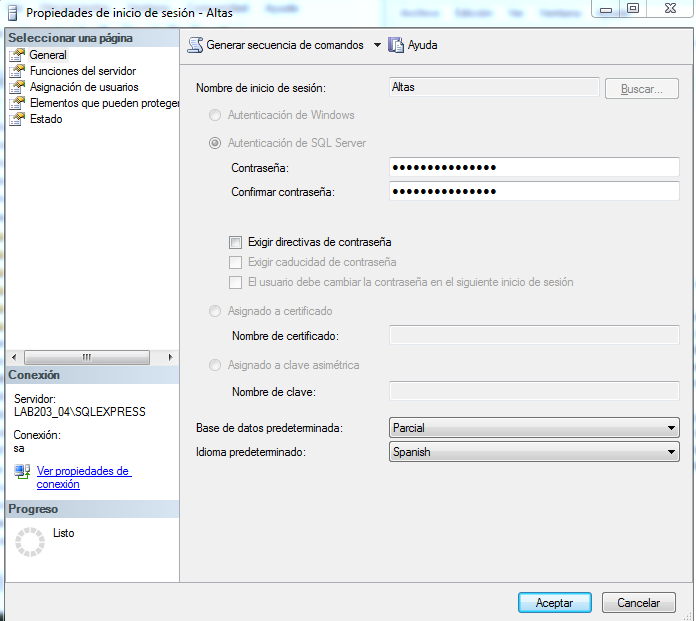 Propiedades de inicio de sesión - Altas
Seleccionar una página
General
Funciones del servidor
Asignación de usuarios
Elementos que pueden proteger
Estado
Conexión
Servidor:
LAB203_04\SQLEXPRESS
Conexión:
sa
Ver propiedades de
conexión
Progreso
Listo
Generar secuencia de comandos
Ayuda
Nombre de inicio de sesión:
Altas
Buscar...
Autenticación de Windows
Autenticación de SQL Server
Contraseña:
●●●●●●●●●●●●●●●
Confirmar contraseña:
●●●●●●●●●●●●●●●
Exigir directivas de contraseña
Exigir caducidad de contraseña
El usuario debe cambiar la contraseña en el siguiente inicio de sesión
Asignado a certificado
Nombre de certificado:
Asignado a clave asimétrica
Nombre de clave:
Base de datos predeterminada:
Parcial
Idioma predeterminado:
Spanish
Aceptar
Cancelar